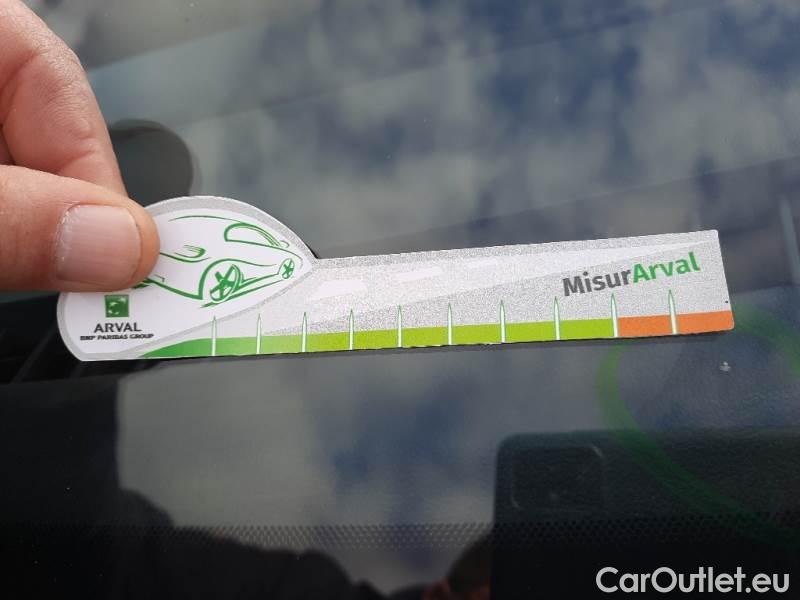 MisurArval
ARVAL
BNP PARIBAS GROUP
CarOutlet.eu